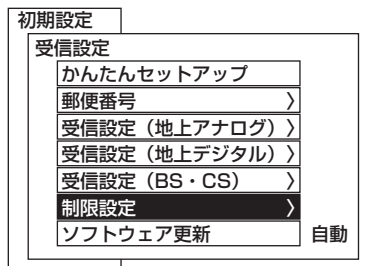 初期設定
受信設定
かんたんセットアップ
郵便番号 〉
受信設定（地上アナログ）〉
受信設定（地上デジタル）〉
受信設定（BS・CS） 〉
制限設定 〉
ソフトウェア更新 自動